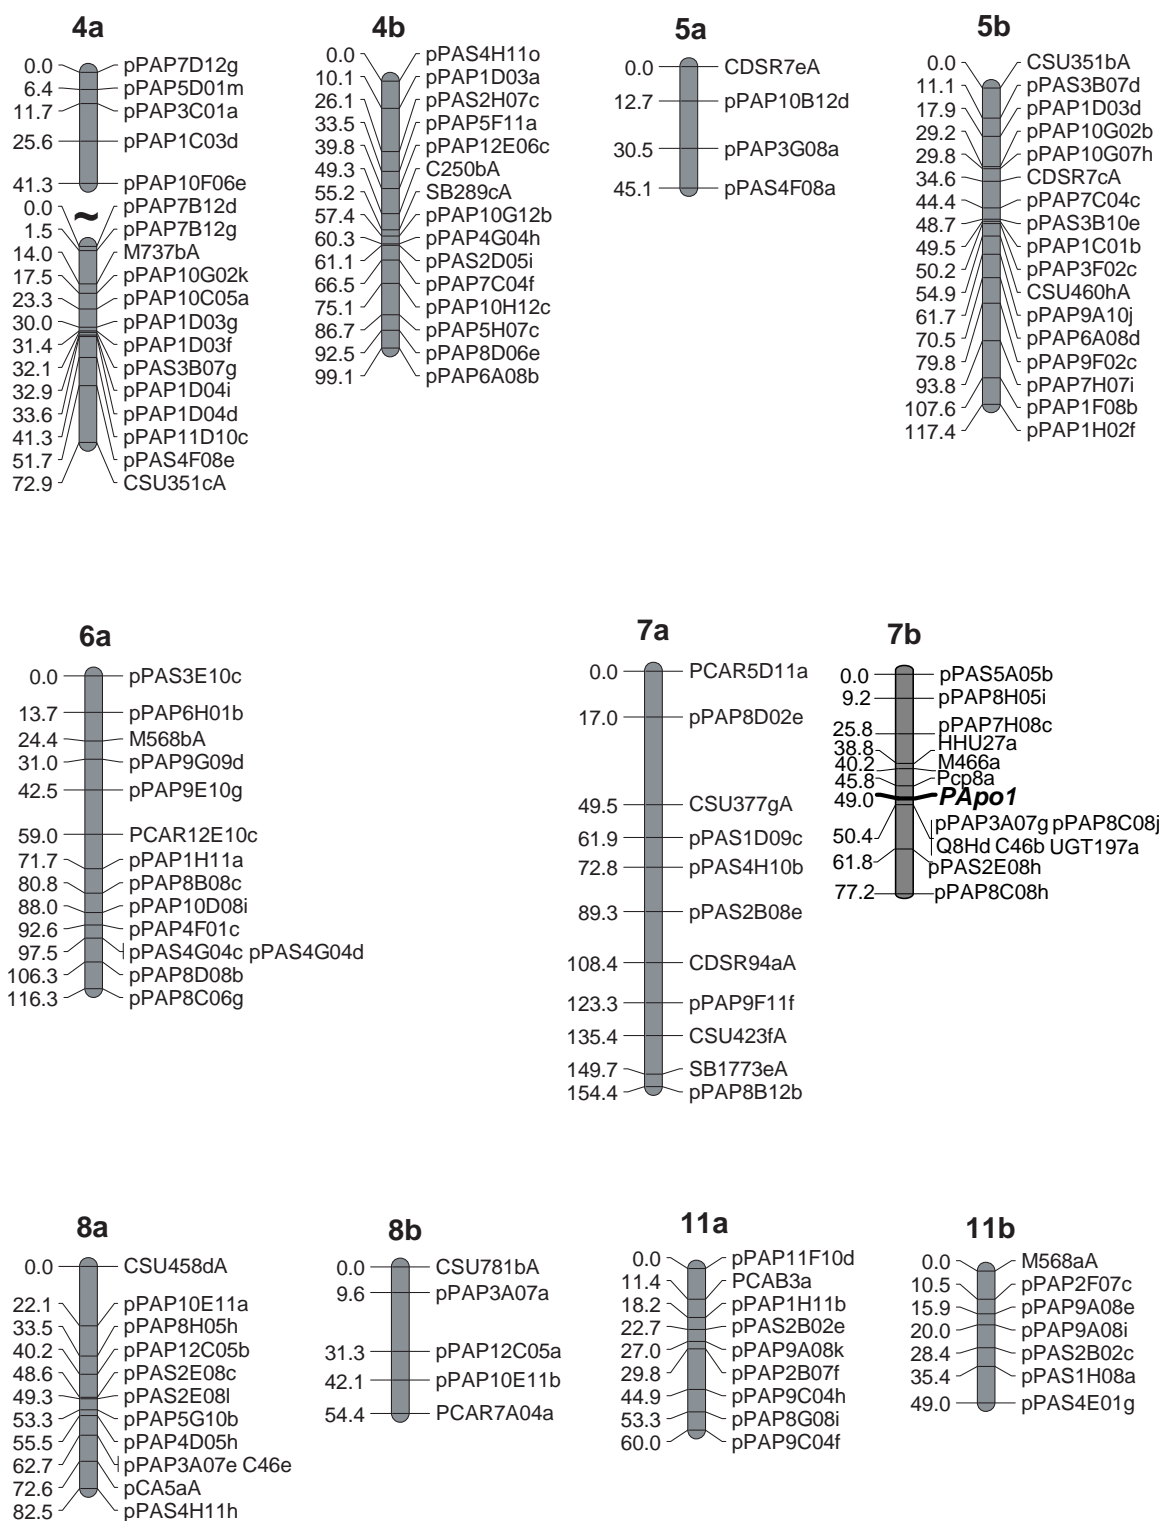 4a
0.0 pPAP7D12g
6.4 pPAP5D01m
11.7 pPAP3C01a
25.6 pPAP1C03d
41.3 pPAP10F06e
~
0.0 pPAP7B12d
1.5 pPAP7B12g
14.0 M737bA
17.5 pPAP10G02k
23.3 pPAP10C05a
30.0 pPAP1D03g
31.4 pPAP1D03f
32.1 pPAS3B07g
32.9 pPAP1D04i
33.6 pPAP1D04d
41.3 pPAP11D10c
51.7 pPAS4F08e
72.9 CSU351cA
4b
0.0 pPAS4H11o
10.1 pPAP1D03a
26.1 pPAS2H07c
33.5 pPAP5F11a
39.8 pPAP12E06c
49.3 C250bA
55.2 SB289cA
57.4 pPAP10G12b
60.3 pPAP4G04h
61.1 pPAS2D05i
66.5 pPAP7C04f
75.1 pPAP10H12c
86.7 pPAP5H07c
92.5 pPAP8D06e
99.1 pPAP6A08b
5a
0.0 CDSR7eA
12.7 pPAP10B12d
30.5 pPAP3G08a
45.1 pPAS4F08a
5b
0.0 CSU351bA
11.1 pPAS3B07d
17.9 pPAP1D03d
29.2 pPAP10G02b
29.8 pPAP10G07h
34.6 CDSR7cA
44.4 pPAP7C04c
48.7 pPAS3B10e
49.5 pPAP1C01b
50.2 pPAP3F02c
54.9 CSU460hA
61.7 pPAP9A10j
70.5 pPAP6A08d
79.8 pPAP9F02c
93.8 pPAP7H07i
107.6 pPAP1F08b
117.4 pPAP1H02f
6a
0.0 pPAS3E10c
13.7 pPAP6H01b
24.4 M568bA
31.0 pPAP9G09d
42.5 pPAP9E10g
59.0 PCAR12E10c
71.7 pPAP1H11a
80.8 pPAP8B08c
88.0 pPAP10D08i
92.6 pPAP4F01c
97.5 pPAS4G04c pPAS4G04d
106.3 pPAP8D08b
116.3 pPAP8C06g
7a
0.0 PCAR5D11a
17.0 pPAP8D02e
49.5 CSU377gA
61.9 pPAS1D09c
72.8 pPAS4H10b
89.3 pPAS2B08e
108.4 CDSR94aA
123.3 pPAP9F11f
135.4 CSU423fA
149.7 SB1773eA
154.4 pPAP8B12b
7b
0.0 pPAS5A05b
9.2 pPAP8H05i
25.8 pPAP7H08c
38.8 HHU27a
40.2 M466a
45.8 Pcp8a
49.0 PApo1
50.4 pPAP3A07g pPAP8C08j
Q8Hd C46b UGT197a
61.8 pPAS2E08h
77.2 pPAP8C08h
8a
0.0 CSU458dA
22.1 pPAP10E11a
33.5 pPAP8H05h
40.2 pPAP12C05b
48.6 pPAS2E08c
49.3 pPAS2E08l
53.3 pPAP5G10b
55.5 pPAP4D05h
62.7 pPAP3A07e C46e
72.6 pCA5aA
82.5 pPAS4H11h
8b
0.0 CSU781bA
9.6 pPAP3A07a
31.3 pPAP12C05a
42.1 pPAP10E11b
54.4 PCAR7A04a
11a
0.0 pPAP11F10d
11.4 PCAB3a
18.2 pPAP1H11b
22.7 pPAS2B02e
27.0 pPAP9A08k
29.8 pPAP2B07f
44.9 pPAP9C04h
53.3 pPAP8G08i
60.0 pPAP9C04f
11b
0.0 M568aA
10.5 pPAP2F07c
15.9 pPAP9A08e
20.0 pPAP9A08i
28.4 pPAS2B02c
35.4 pPAS1H08a
49.0 pPAS4E01g